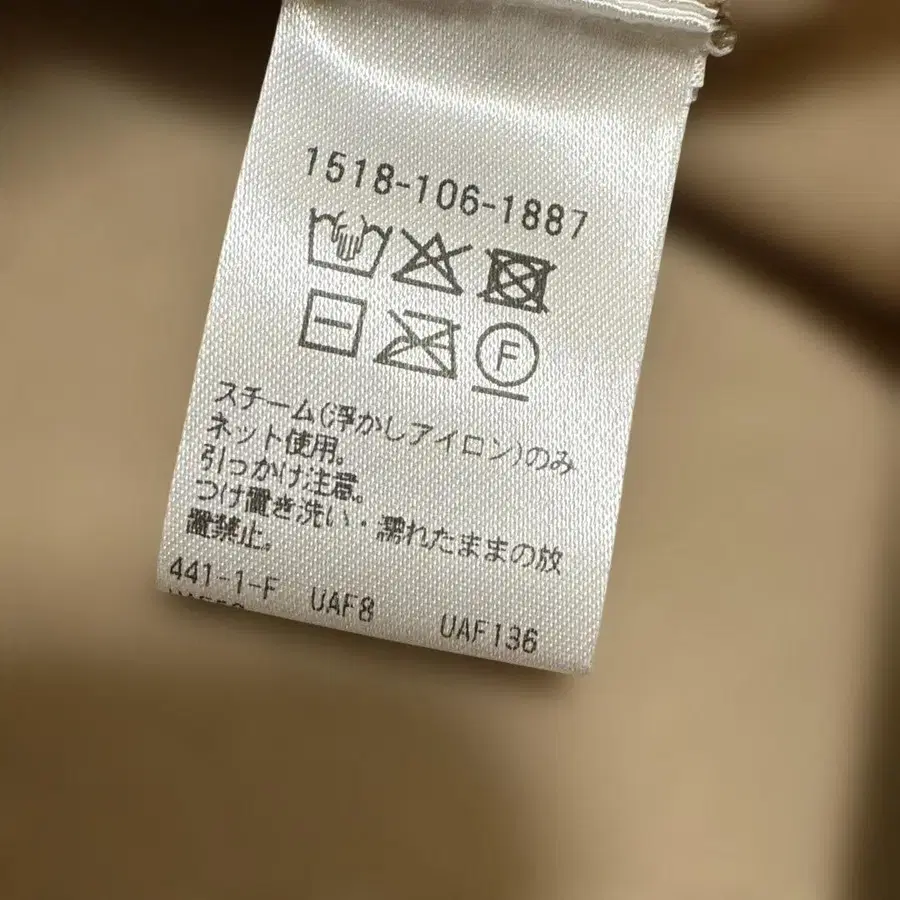 1518-106-1887
F
スチーム(浮かしアイロン)のみ
ネット使用。
引っかけ注意。
つけ置き洗い・濡れたままの放
置禁止。
441-1-F UAF8 UAF136